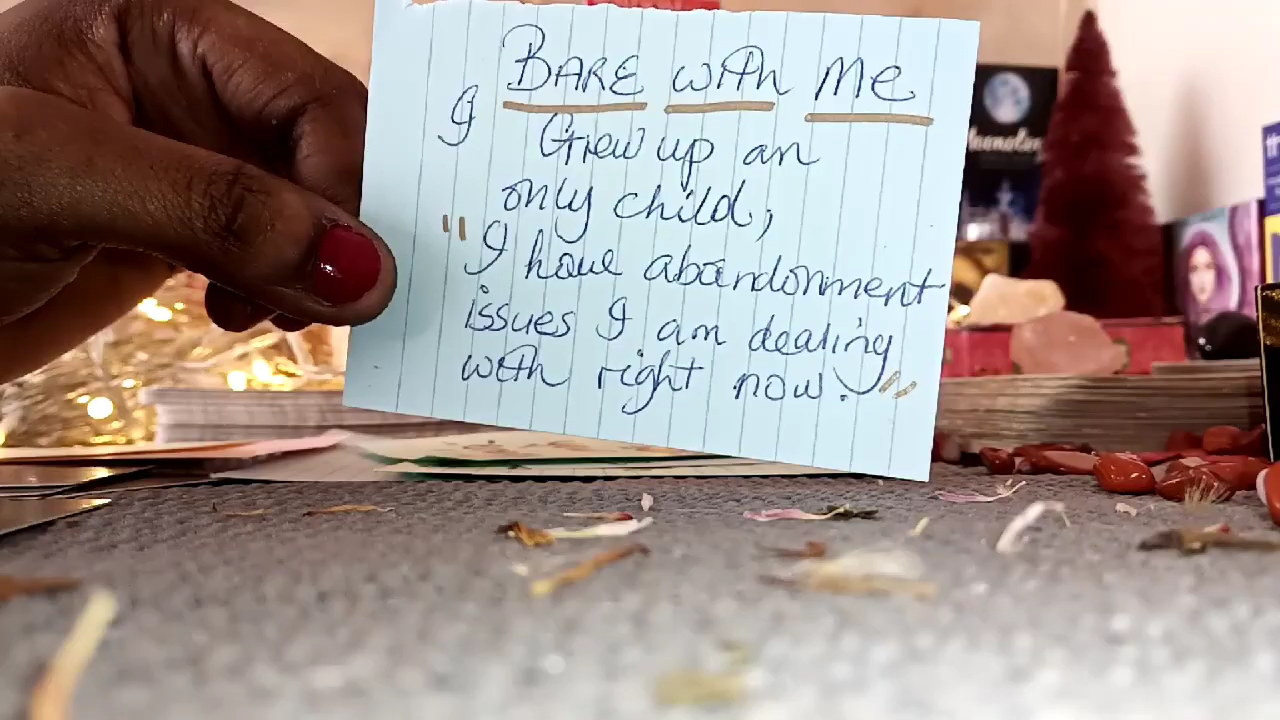 BARE with Me
I Grew up an
only child,
"I have abandonment
issues I am dealing
with right now."